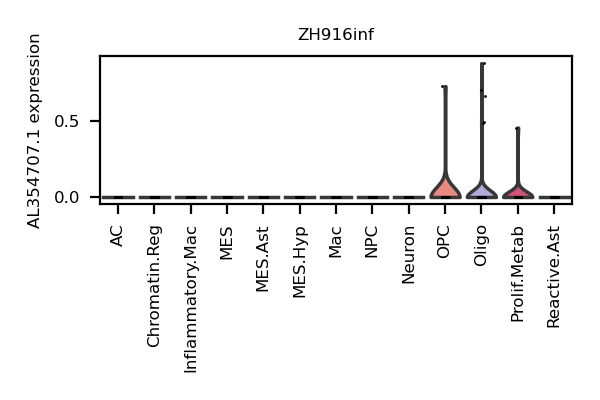 ZH916inf
AL354707.1 expression
0.5
0.0
AC
Chromatin.Reg
Inflammatory.Mac
MES
MES.Ast
MES.Hyp
Mac
NPC
Neuron
OPC
Oligo
Prolif.Metab
Reactive.Ast